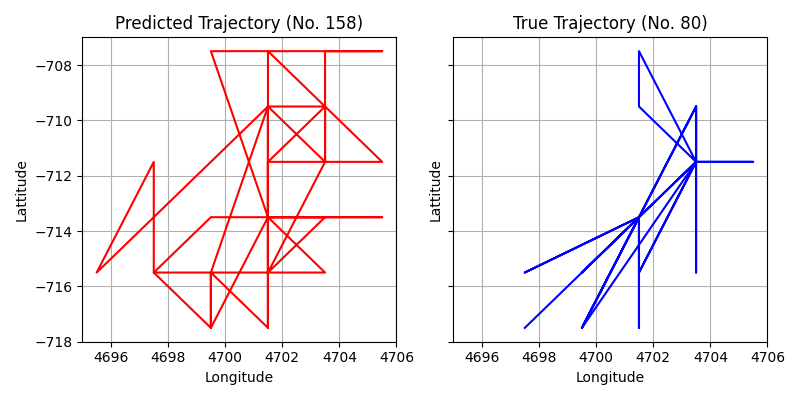 Predicted Trajectory (No. 158)
True Trajectory (No. 80)
−708
−710
−712
−714
−716
−718
Lattitude
Lattitude
4696 4698 4700 4702 4704 4706
4696 4698 4700 4702 4704 4706
Longitude
Longitude